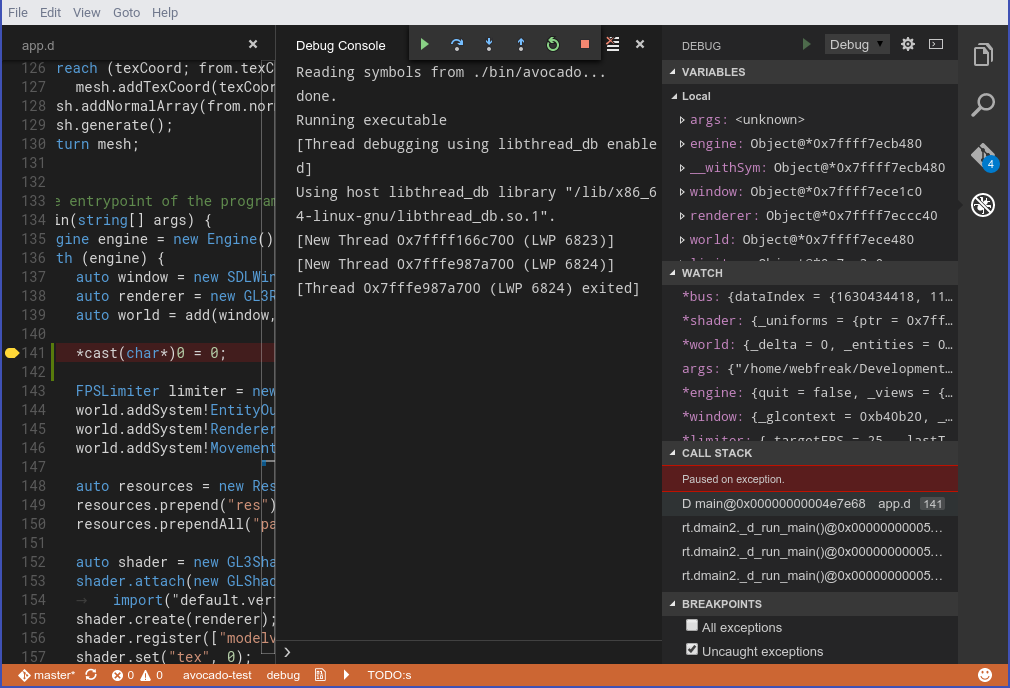 File Edit View Goto Help
app.d
126 reach (texCoord; from.texC
127 mesh.addTexCoord(texCoor
128 sh.addNormalArray(from.nor
129 sh.generate();
130 turn mesh;
131
132
133 e entrypoint of the program
134 in(string[] args) {
135 gine engine = new Engine()
136 th (engine) {
137 auto window = new SDLWin
138 auto renderer = new GL3R
139 auto world = add(window,
140
141 *cast(char*)0 = 0;
142
143 FPSLimiter limiter = new
144 world.addSystem!EntityOu
145 world.addSystem!Renderer
146 world.addSystem!Movement
147
148 auto resources = new Res
149 resources.prepend("res")
150 resources.prependAll("pa
151
152 auto shader = new GL3Sha
153 shader.attach(new GLShad
154 → import("default.ver
155 shader.create(renderer);
156 shader.register(["modelv
157 shader.set("tex", 0);
Debug Console
Reading symbols from ./bin/avocado...
done.
Running executable
[Thread debugging using libthread_db enable
d]
Using host libthread_db library "/lib/x86_6
4-linux-gnu/libthread_db.so.1".
[New Thread 0x7ffff166c700 (LWP 6823)]
[New Thread 0x7fffe987a700 (LWP 6824)]
[Thread 0x7fffe987a700 (LWP 6824) exited]
DEBUG Debug
VARIABLES
Local
args: <unknown>
engine: Object@*0x7ffff7ecb480
__withSym: Object@*0x7ffff7ecb480
window: Object@*0x7ffff7ece1c0
renderer: Object@*0x7ffff7eccc40
world: Object@*0x7ffff7ece480
WATCH
*bus: {dataIndex = {1630434418, 11…
*shader: {_uniforms = {ptr = 0x7ff…
*world: {_delta = 0, _entities = 0…
args: {"/home/webfreak/Development…
*engine: {quit = false, _views = {…
*window: {_glcontext = 0xb40b20, _…
*limiter: {_targetFPS = 25, _lastT…
CALL STACK
Paused on exception.
D main@0x00000000004e7e68 app.d 141
rt.dmain2._d_run_main()@0x00000000005…
rt.dmain2._d_run_main()@0x00000000005…
rt.dmain2._d_run_main()@0x00000000005…
BREAKPOINTS
All exceptions
Uncaught exceptions
4
master* 0 0 avocado-test debug TODO:s